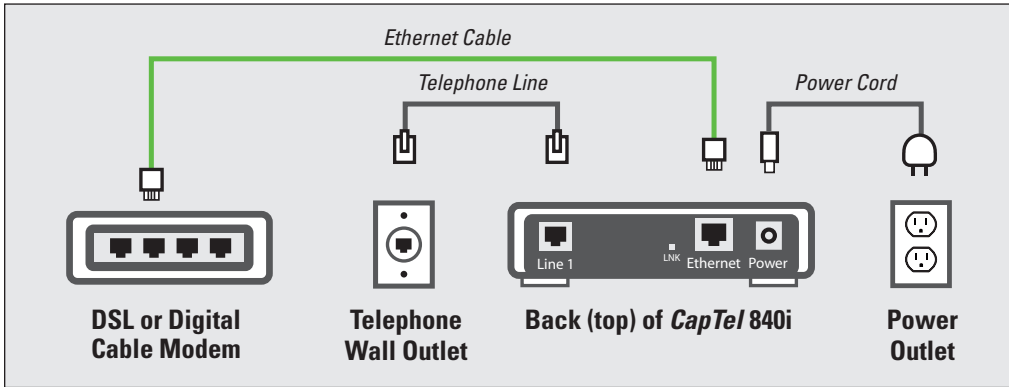 Ethernet Cable
Telephone Line
Power Cord
Line 1
LNK
Ethernet
Power
DSL or Digital
Cable Modem
Telephone
Wall Outlet
Back (top) of CapTel 840i
Power
Outlet